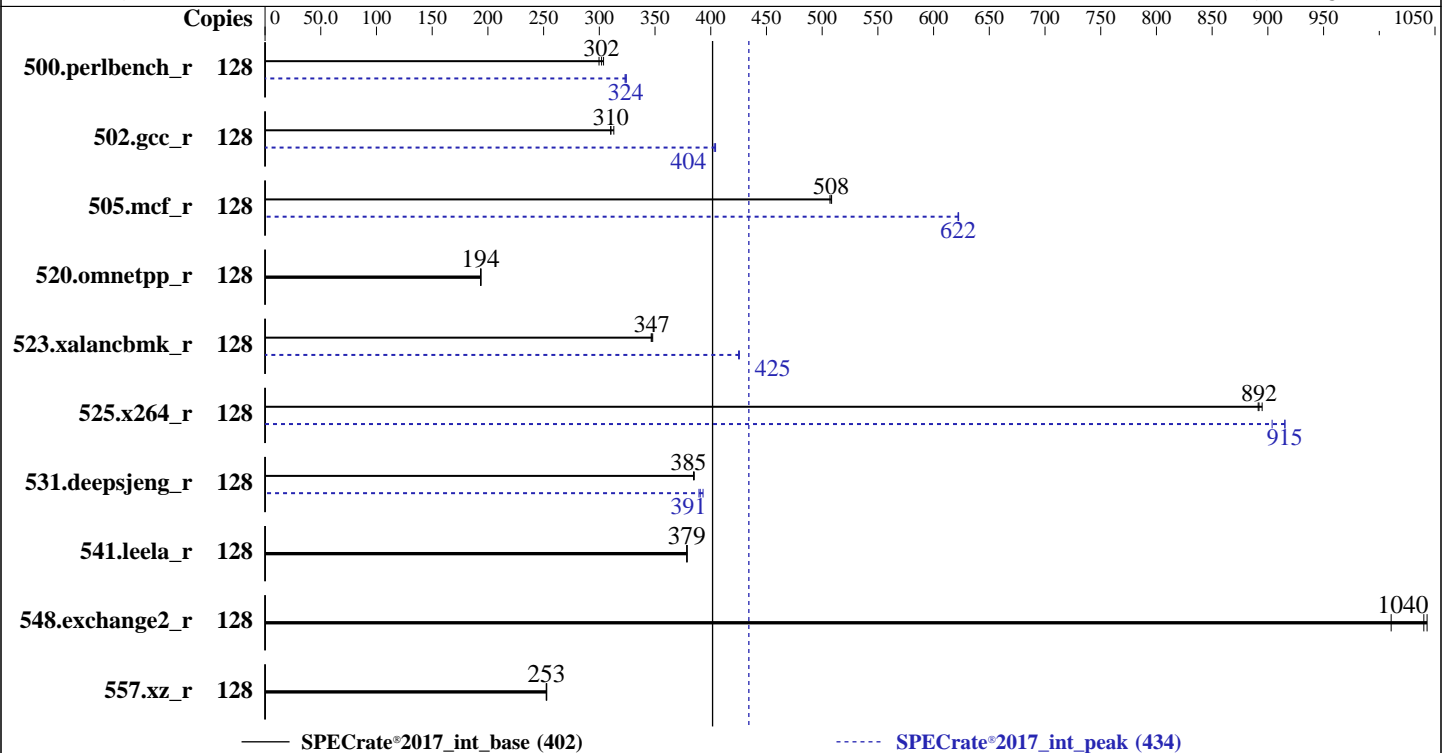 Copies 0 50.0 100 150 200 250 300 350 400 450 500 550 600 650 700 750 800 850 900 950 1050
302
500.perlbench_r 128
324
310
502.gcc_r 128
404
508
505.mcf_r 128
622
194
520.omnetpp_r 128
347
523.xalancbmk_r 128
425
892
525.x264_r 128
915
385
531.deepsjeng_r 128
391
379
541.leela_r 128
1040
548.exchange2_r 128
253
557.xz_r 128
SPECrate®2017_int_base (402) SPECrate®2017_int_peak (434)